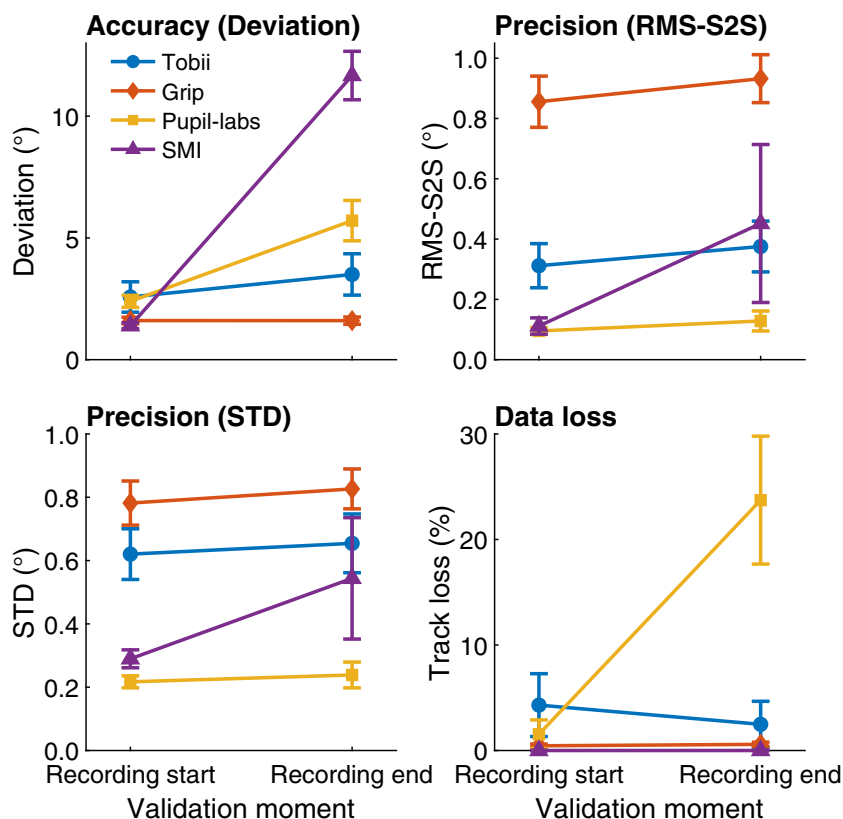 Accuracy (Deviation)
Deviation (°)
10
5
0
Tobii
Grip
Pupil-labs
SMI
Precision (RMS-S2S)
RMS-S2S (°)
1.0
0.8
0.6
0.4
0.2
0.0
Precision (STD)
STD (°)
1.0
0.8
0.6
0.4
0.2
0.0
Recording start
Recording end
Validation moment
Data loss
Track loss (%)
30
20
10
0
Recording start
Recording end
Validation moment